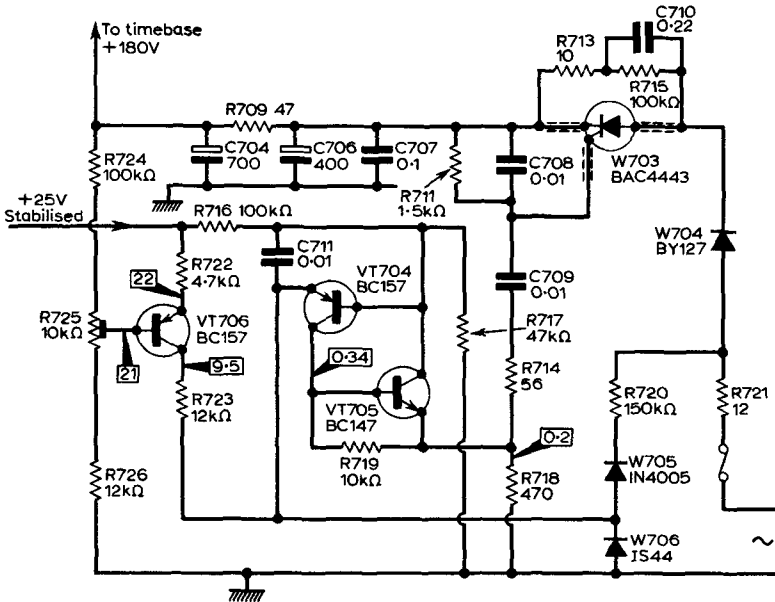 To timebase
+180V
C710
0·22
R713
10
R715
100kΩ
R709 47
C704
700
C706
400
C707
0·1
R711
1·5kΩ
C708
0·01
W703
BAC4443
R724
100kΩ
+25V
Stabilised
R716 100kΩ
W704
BY127
C711
0·01
VT704
BC157
C709
0·01
22
R722
4·7kΩ
R725
10kΩ
VT706
BC157
R717
47kΩ
21
9·5
0·34
R714
56
R723
12kΩ
VT705
BC147
R720
150kΩ
R721
12
0·2
R719
10kΩ
R726
12kΩ
R718
470
W705
IN4005
W706
JS44
~